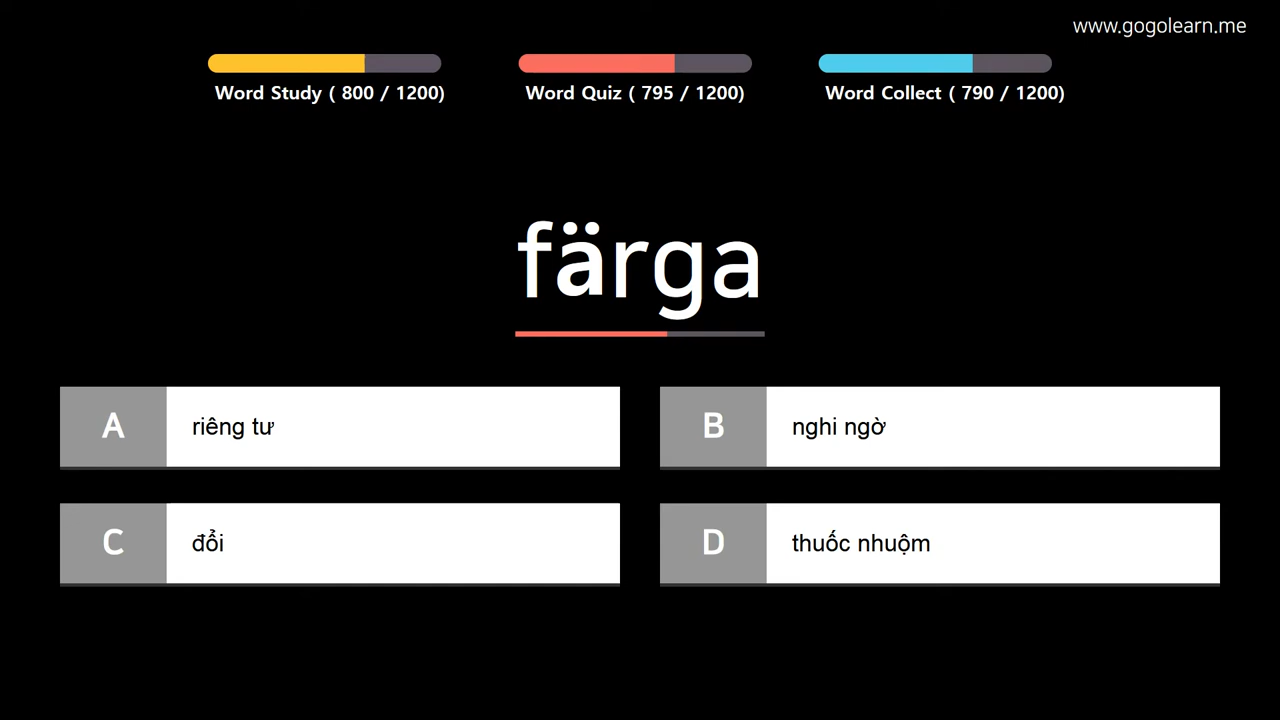 www.gogolearn.me
Word Study ( 800 / 1200)
Word Quiz ( 795 / 1200)
Word Collect ( 790 / 1200)
färga
A riêng tư
B nghi ngờ
C đổi
D thuốc nhuộm